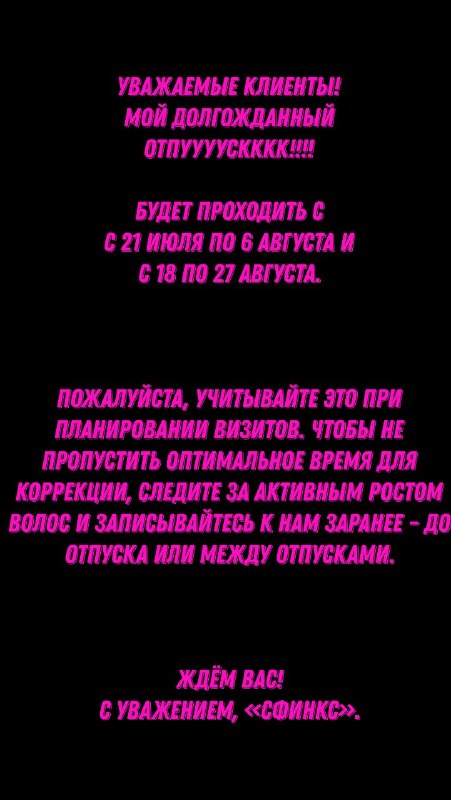 УВАЖАЕМЫЕ КЛИЕНТЫ!
МОЙ ДОЛГОЖДАННЫЙ
ОТПУУУУСКККК!!!!
БУДЕТ ПРОХОДИТЬ С
С 21 ИЮЛЯ ПО 6 АВГУСТА И
С 18 ПО 27 АВГУСТА.
ПОЖАЛУЙСТА, УЧИТЫВАЙТЕ ЭТО ПРИ
ПЛАНИРОВАНИИ ВИЗИТОВ. ЧТОБЫ НЕ
ПРОПУСТИТЬ ОПТИМАЛЬНОЕ ВРЕМЯ ДЛЯ
КОРРЕКЦИИ, СЛЕДИТЕ ЗА АКТИВНЫМ РОСТОМ
ВОЛОС И ЗАПИСЫВАЙТЕСЬ К НАМ ЗАРАНЕЕ – ДО
ОТПУСКА ИЛИ МЕЖДУ ОТПУСКАМИ.
ЖДЁМ ВАС!
С УВАЖЕНИЕМ, «СФИНКС».